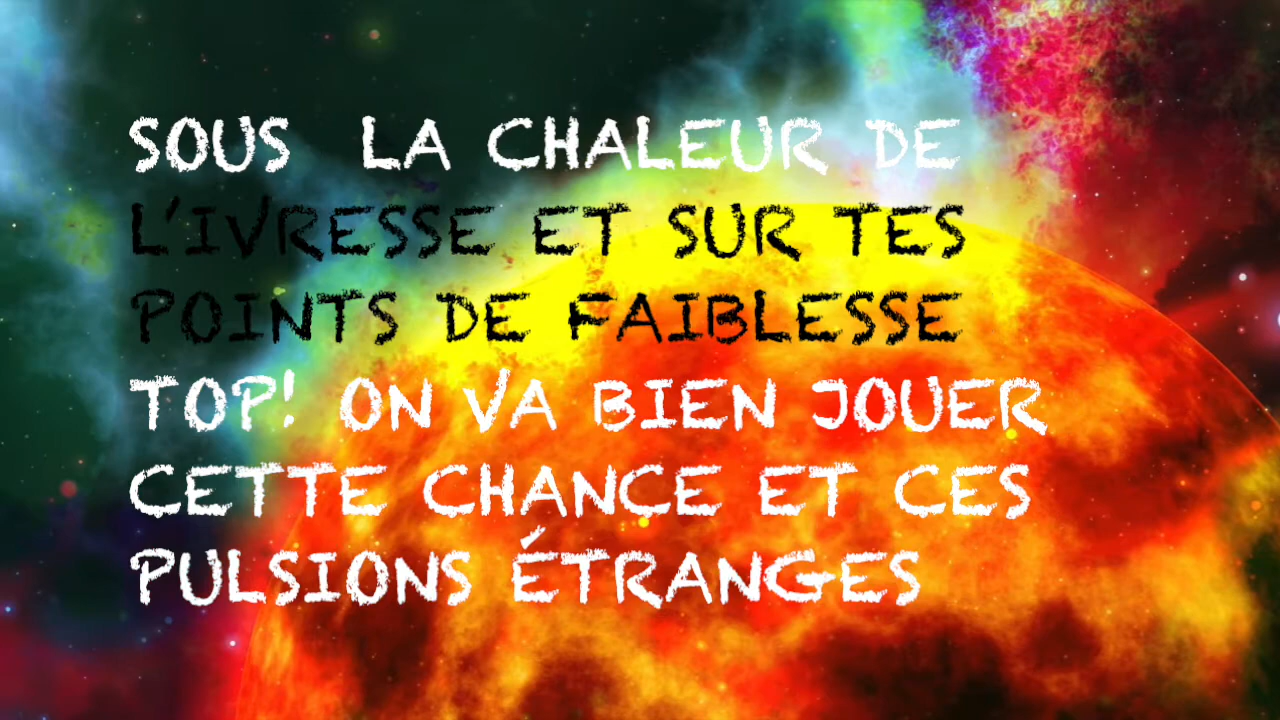 SOUS LA CHALEUR DE
L'IVRESSE ET SUR TES
POINTS DE FAIBLESSE
TOP! ON VA BIEN JOUER
CETTE CHANCE ET CES
PULSIONS ÉTRANGES